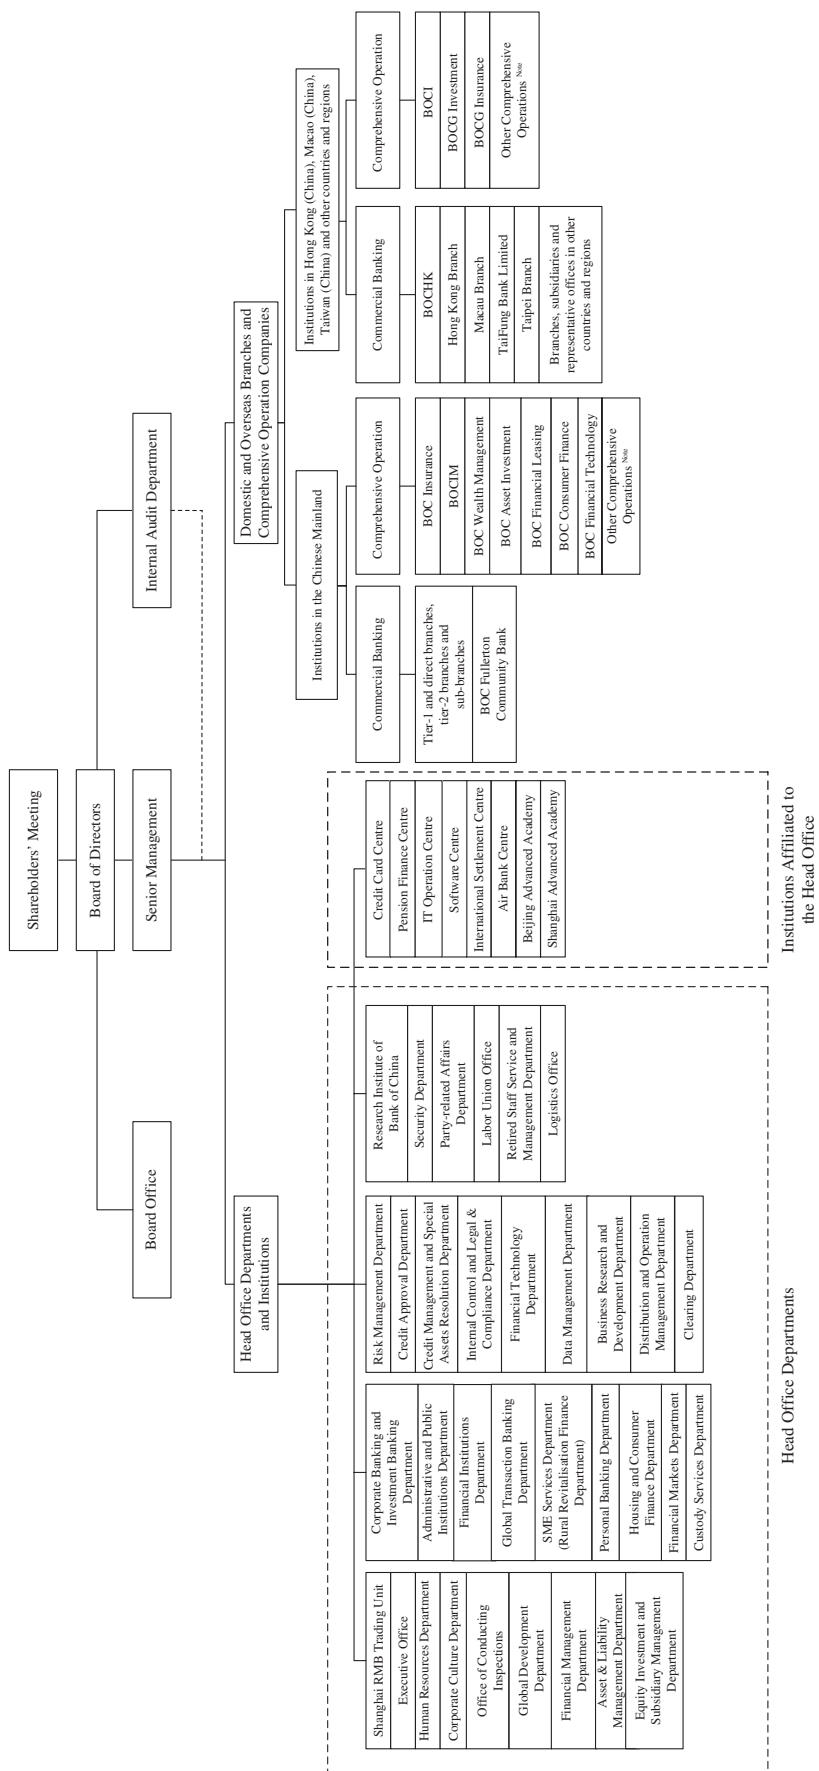 Shareholders' Meeting
Board of Directors
Board Office
Senior Management
Internal Audit Department
Head Office Departments
and Institutions
Domestic and Overseas Branches and
Comprehensive Operation Companies
Shanghai RMB Trading Unit
Executive Office
Human Resources Department
Corporate Culture Department
Office of Conducting
Inspections
Global Development
Department
Financial Management
Department
Asset & Liability
Management Department
Equity Investment and
Subsidiary Management
Department
Corporate Banking and
Investment Banking
Department
Administrative and Public
Institutions Department
Financial Institutions
Department
Global Transaction Banking
Department
SME Services Department
(Rural Revitalisation Finance
Department)
Personal Banking Department
Housing and Consumer
Finance Department
Financial Markets Department
Custody Services Department
Risk Management Department
Credit Approval Department
Credit Management and Special
Assets Resolution Department
Internal Control and Legal &
Compliance Department
Financial Technology
Department
Data Management Department
Business Research and
Development Department
Distribution and Operation
Management Department
Clearing Department
Research Institute of
Bank of China
Security Department
Party-related Affairs
Department
Labor Union Office
Retired Staff Service and
Management Department
Logistics Office
Head Office Departments
Credit Card Centre
Pension Finance Centre
IT Operation Centre
Software Centre
International Settlement Centre
Air Bank Centre
Beijing Advanced Academy
Shanghai Advanced Academy
Institutions Affiliated to
the Head Office
Institutions in the Chinese Mainland
Commercial Banking
Tier-1 and direct branches,
tier-2 branches and
sub-branches
BOC Fullerton
Community Bank
Comprehensive Operation
BOC Insurance
BOCIM
BOC Wealth Management
BOC Asset Investment
BOC Financial Leasing
BOC Consumer Finance
BOC Financial Technology
Other Comprehensive
Operations Note
Institutions in Hong Kong (China), Macao (China),
Taiwan (China) and other countries and regions
Commercial Banking
BOCHK
Hong Kong Branch
Macau Branch
TaiFung Bank Limited
Taipei Branch
Branches, subsidiaries and
representative offices in other
countries and regions
Comprehensive Operation
BOCI
BOCG Investment
BOCG Insurance
Other Comprehensive
Operations Note